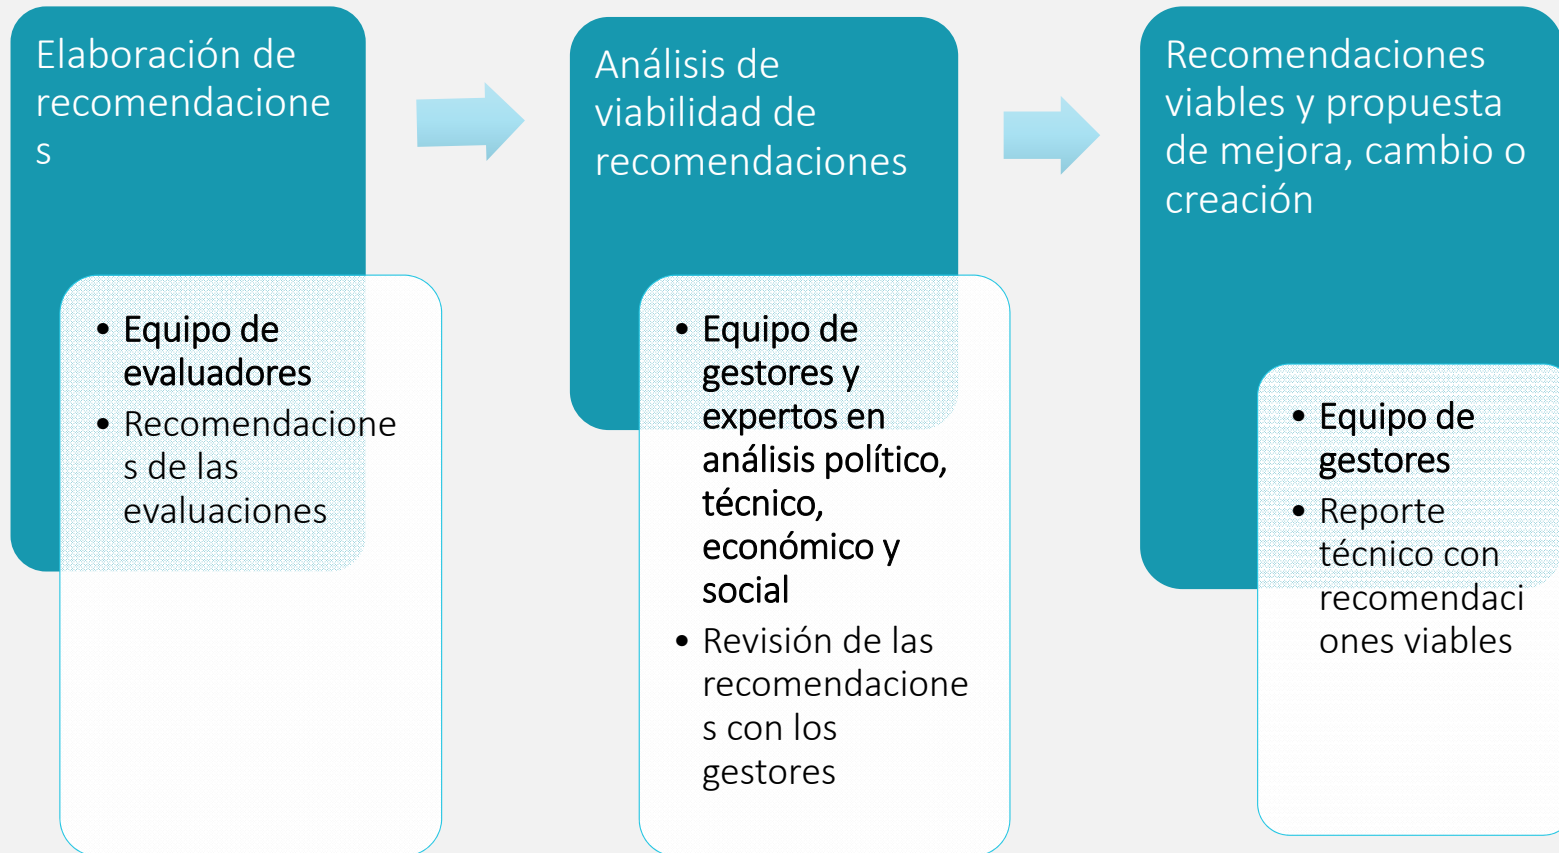 Elaboración de
recomendacione
s
• Equipo de
evaluadores
• Recomendacione
s de las
evaluaciones
Análisis de
viabilidad de
recomendaciones
• Equipo de
gestores y
expertos en
análisis político,
técnico,
económico y
social
• Revisión de las
recomendacione
s con los
gestores
Recomendaciones
viables y propuesta
de mejora, cambio o
creación
• Equipo de
gestores
• Reporte
técnico con
recomendaci
ones viables